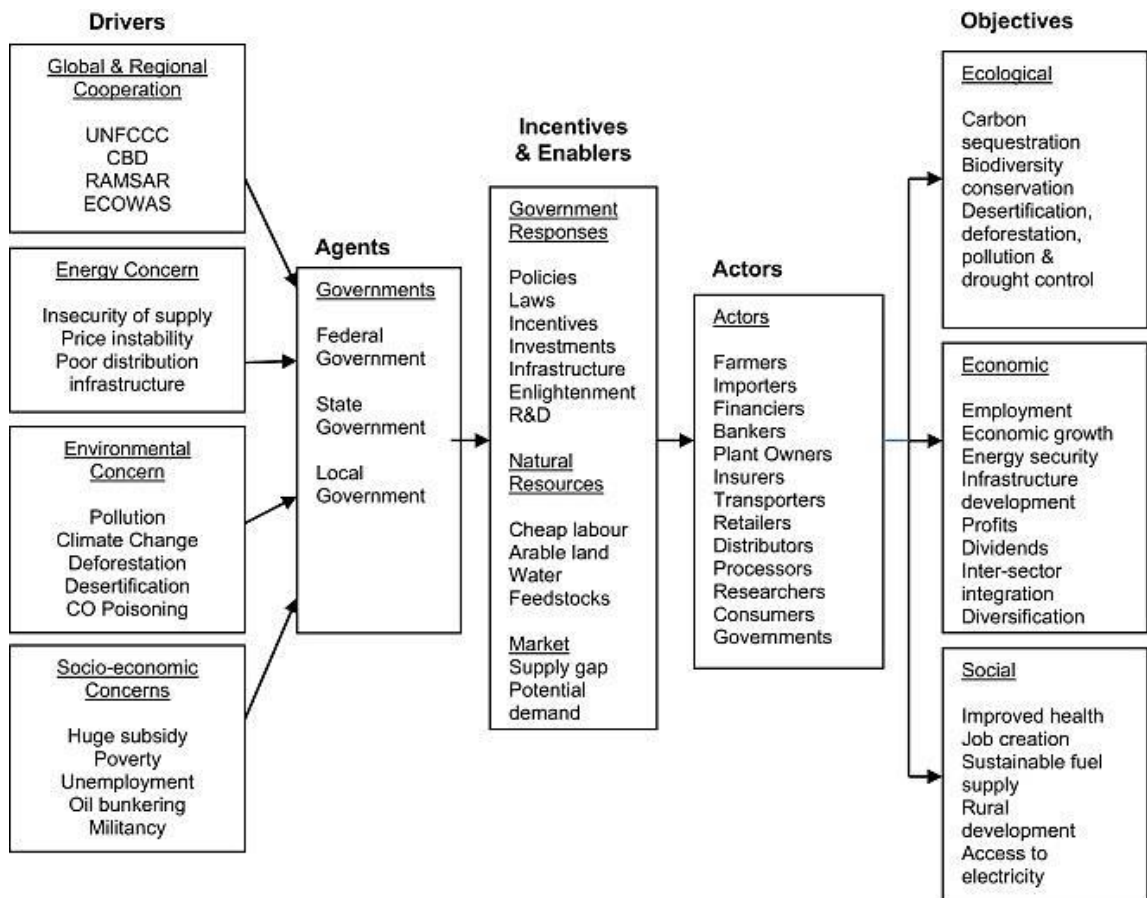 Drivers
Global & Regional
Cooperation
UNFCCC
CBD
RAMSAR
ECOWAS
Energy Concern
Insecurity of supply
Price instability
Poor distribution
infrastructure
Environmental
Concern
Pollution
Climate Change
Deforestation
Desertification
CO Poisoning
Socio-economic
Concerns
Huge subsidy
Poverty
Unemployment
Oil bunkering
Militancy
Agents
Governments
Federal
Government
State
Government
Local
Government
Incentives
& Enablers
Government
Responses
Policies
Laws
Incentives
Investments
Infrastructure
Enlightenment
R&D
Natural
Resources
Cheap labour
Arable land
Water
Feedstocks
Market
Supply gap
Potential
demand
Actors
Actors
Farmers
Importers
Financiers
Bankers
Plant Owners
Insurers
Transporters
Retailers
Distributors
Processors
Researchers
Consumers
Governments
Objectives
Ecological
Carbon
sequestration
Biodiversity
conservation
Desertification,
deforestation,
pollution &
drought control
Economic
Employment
Economic growth
Energy security
Infrastructure
development
Profits
Dividends
Inter-sector
integration
Diversification
Social
Improved health
Job creation
Sustainable fuel
supply
Rural
development
Access to
electricity